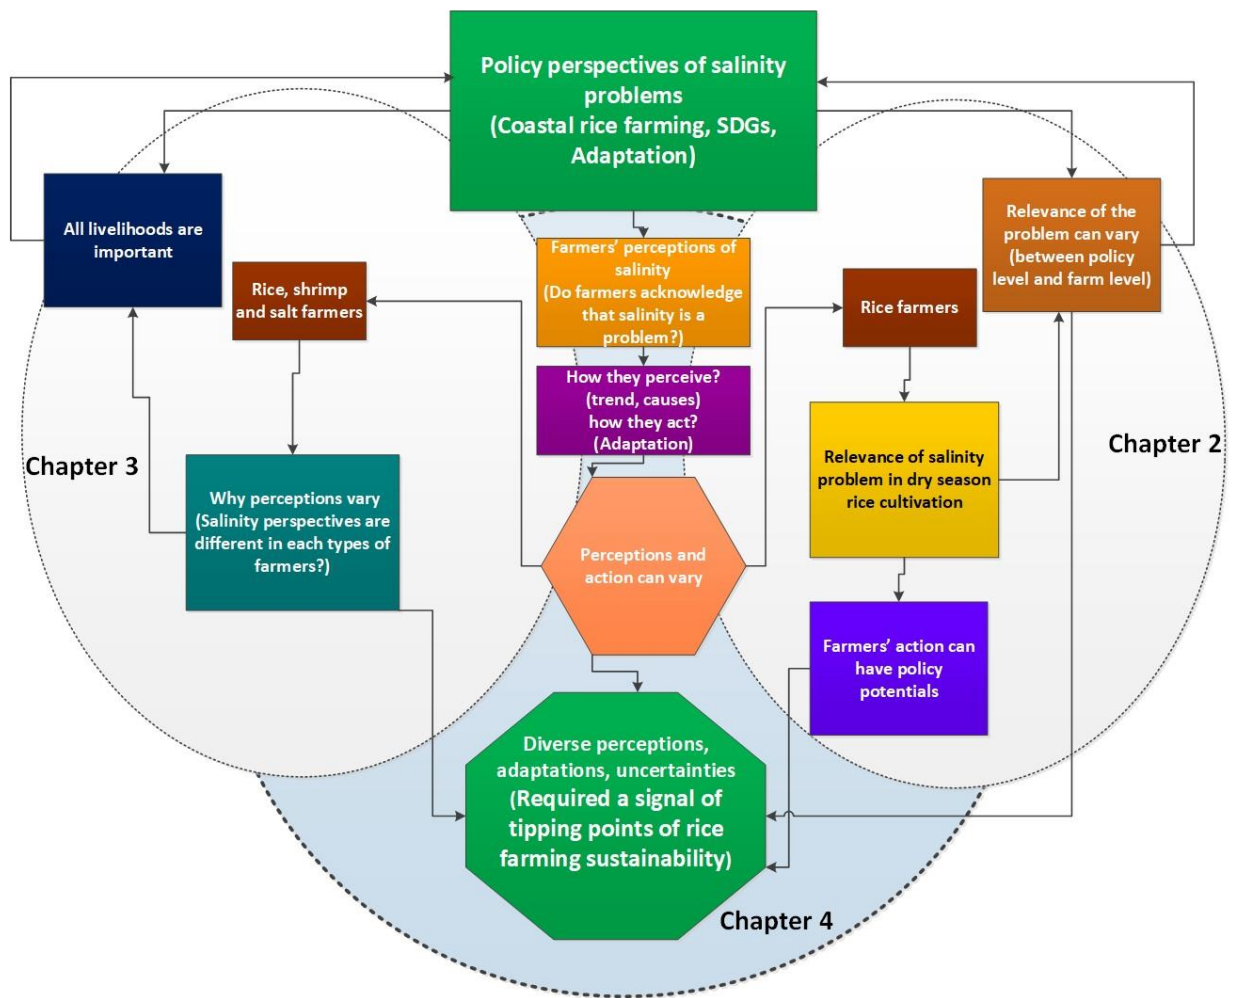 Policy perspectives of salinity
problems
(Coastal rice farming, SDGs,
Adaptation)
All livelihoods are
important
Rice, shrimp
and salt farmers
Farmers' perceptions of
salinity
(Do farmers acknowledge
that salinity is a
problem?)
Rice farmers
Relevance of the
problem can vary
(between policy
level and farm level)
How they perceive?
(trend, causes)
how they act?
(Adaptation)
Chapter 3
Chapter 2
Why perceptions vary
(Salinity perspectives are
different in each types of
farmers?)
Relevance of salinity
problem in dry season
rice cultivation
Perceptions and
action can vary
Farmers' action can
have policy
potentials
Diverse perceptions,
adaptations, uncertainties
(Required a signal of
tipping points of rice
farming sustainability)
Chapter 4